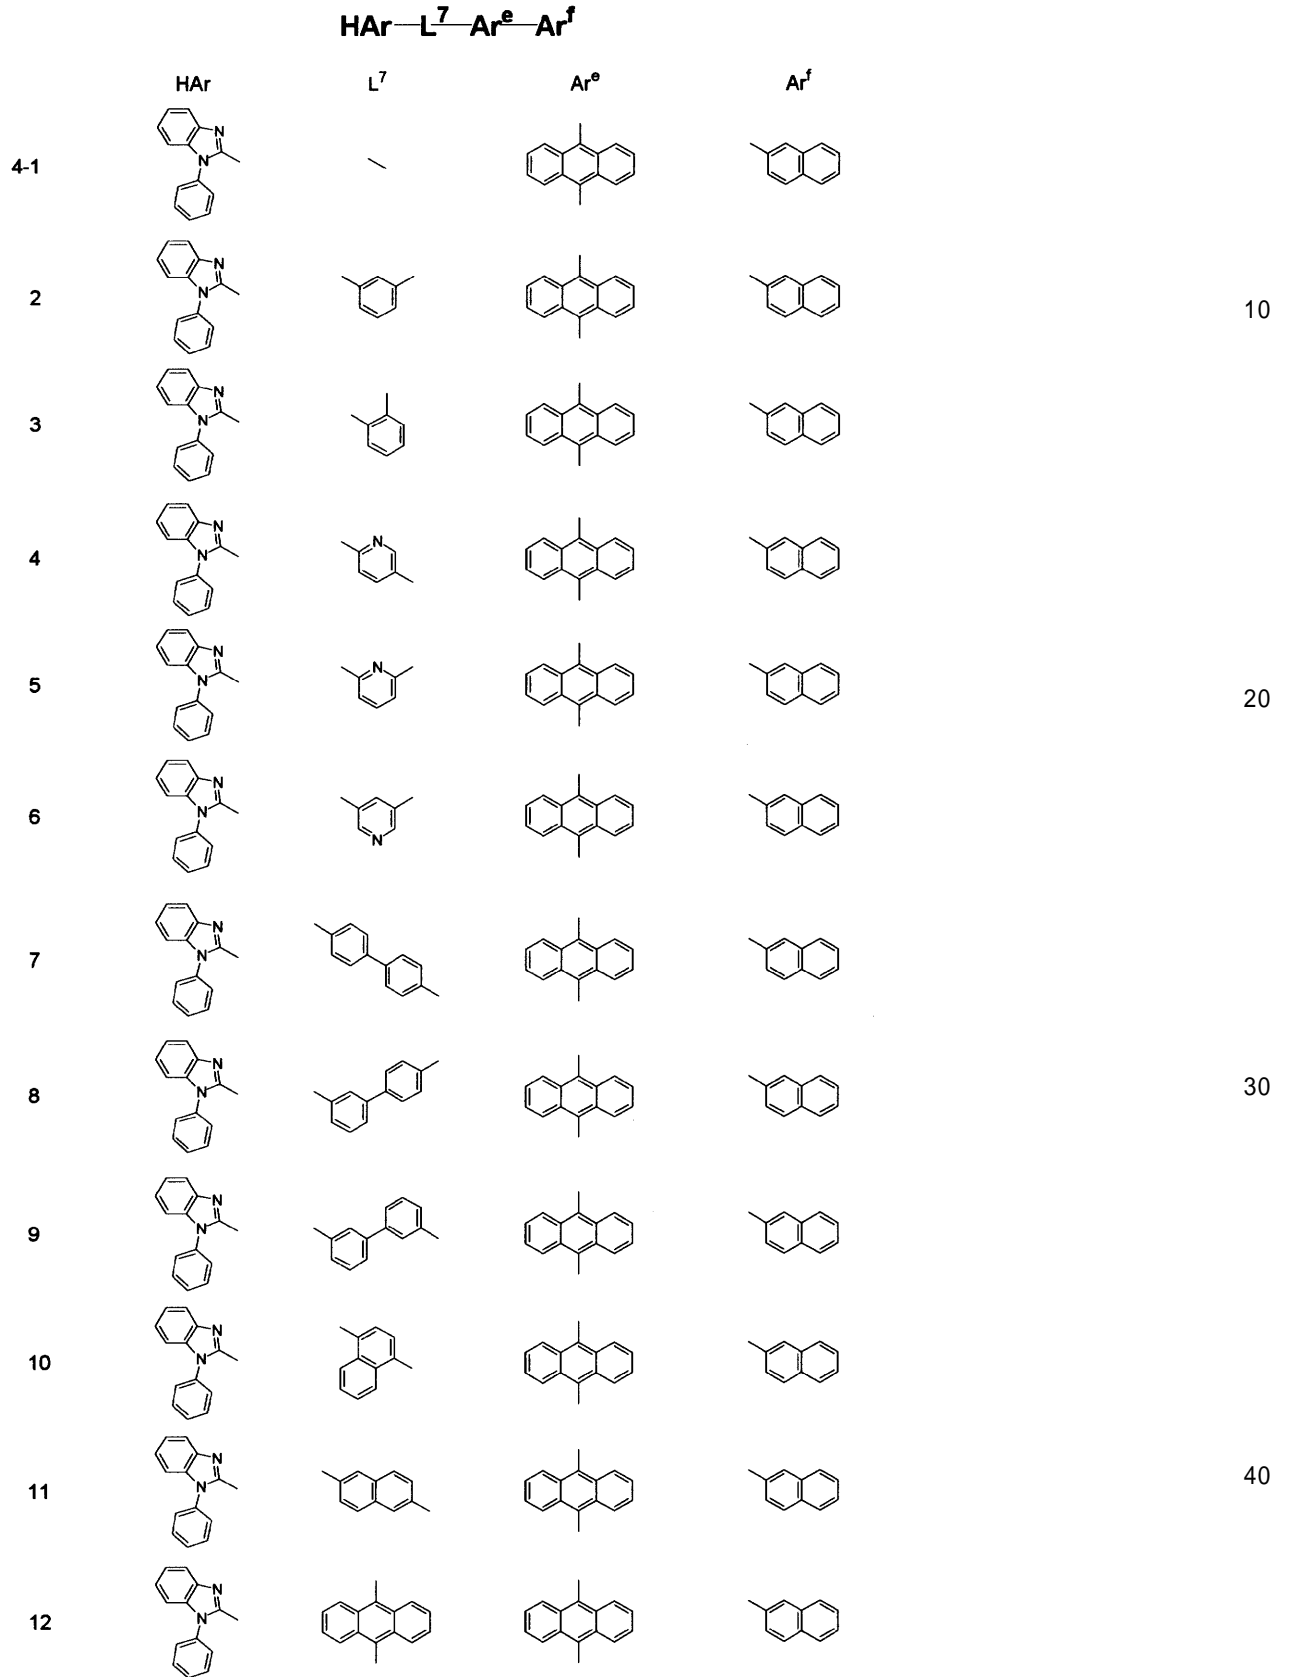 HAr—L⁷—Arᵉ—Arᶠ
HAr L⁷ Arᵉ Arᶠ
4-1 N N
2 N N 10
3 N N
4 N N N
5 N N N 20
6 N N N
7 N N
8 N N 30
9 N N
10 N N
11 N N 40
12 N N